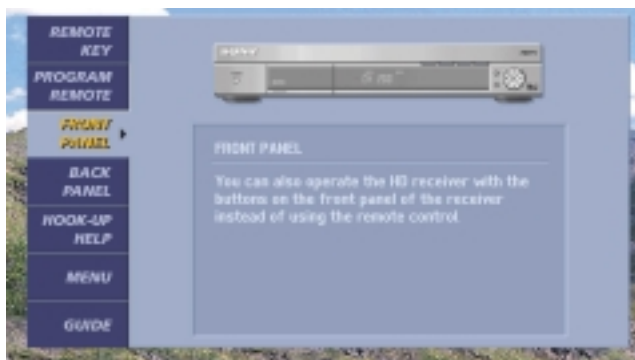 REMOTE
KEY
PROGRAM
REMOTE
FRONT
PANEL
BACK
PANEL
HOOK-UP
HELP
MENU
GUIDE
SONY
FRONT PANEL
You can also operate the HD receiver with the
buttons on the front panel of the receiver
instead of using the remote control